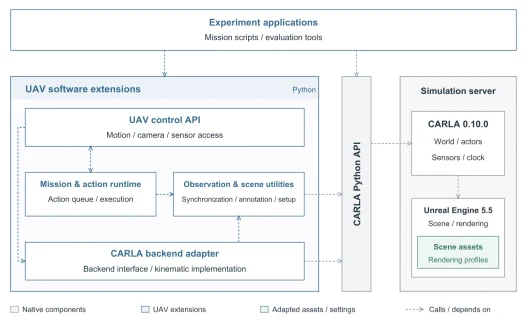 Experiment applications
Mission scripts / evaluation tools
UAV software extensions
Python
UAV control API
Motion / camera / sensor access
Mission & action runtime
Action queue / execution
Observation & scene utilities
Synchronization / annotation / setup
CARLA backend adapter
Backend interface / kinematic implementation
CARLA Python API
Simulation server
CARLA 0.10.0
World / actors
Sensors / clock
Unreal Engine 5.5
Scene / rendering
Scene assets
Rendering profiles
Native components
UAV extensions
Adapted assets / settings
Calls / depends on